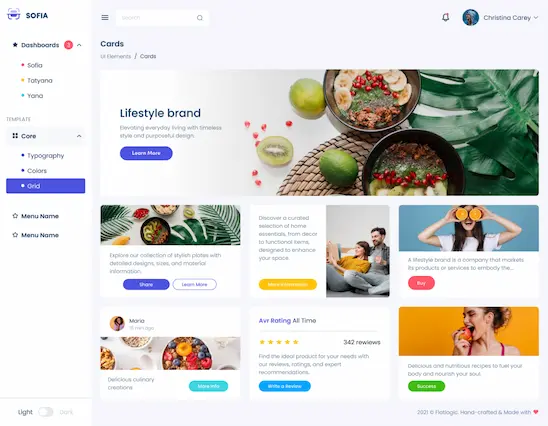 SOFIA
Search
Christina Carey
Dashboards
3
Sofia
Tatyana
Yana
TEMPLATE
Core
Typography
Colors
Grid
Menu Name
Menu Name
Light
Dark
Cards
UI Elements / Cards
Lifestyle brand
Elevating everyday living with timeless
style and purposeful design.
Learn More
Explore our collection of stylish plates with
detailed designs, sizes, and material
information.
Share
Learn More
Discover a curated
selection of home
essentials, from decor
to functional items,
designed to enhance
your space.
More Information
A lifestyle brand is a company that markets
its products or services to embody the...
Buy
Maria
Delicious culinary
creations
More Info
Avr Rating All Time
342 rewiews
Find the ideal product for your needs with
our reviews, ratings, and expert
recommendations.
Write a Review
Delicious and nutritious recipes to fuel your
body and nourish your soul.
Success
2021 © Flatlogic. Hand-crafted & Made with